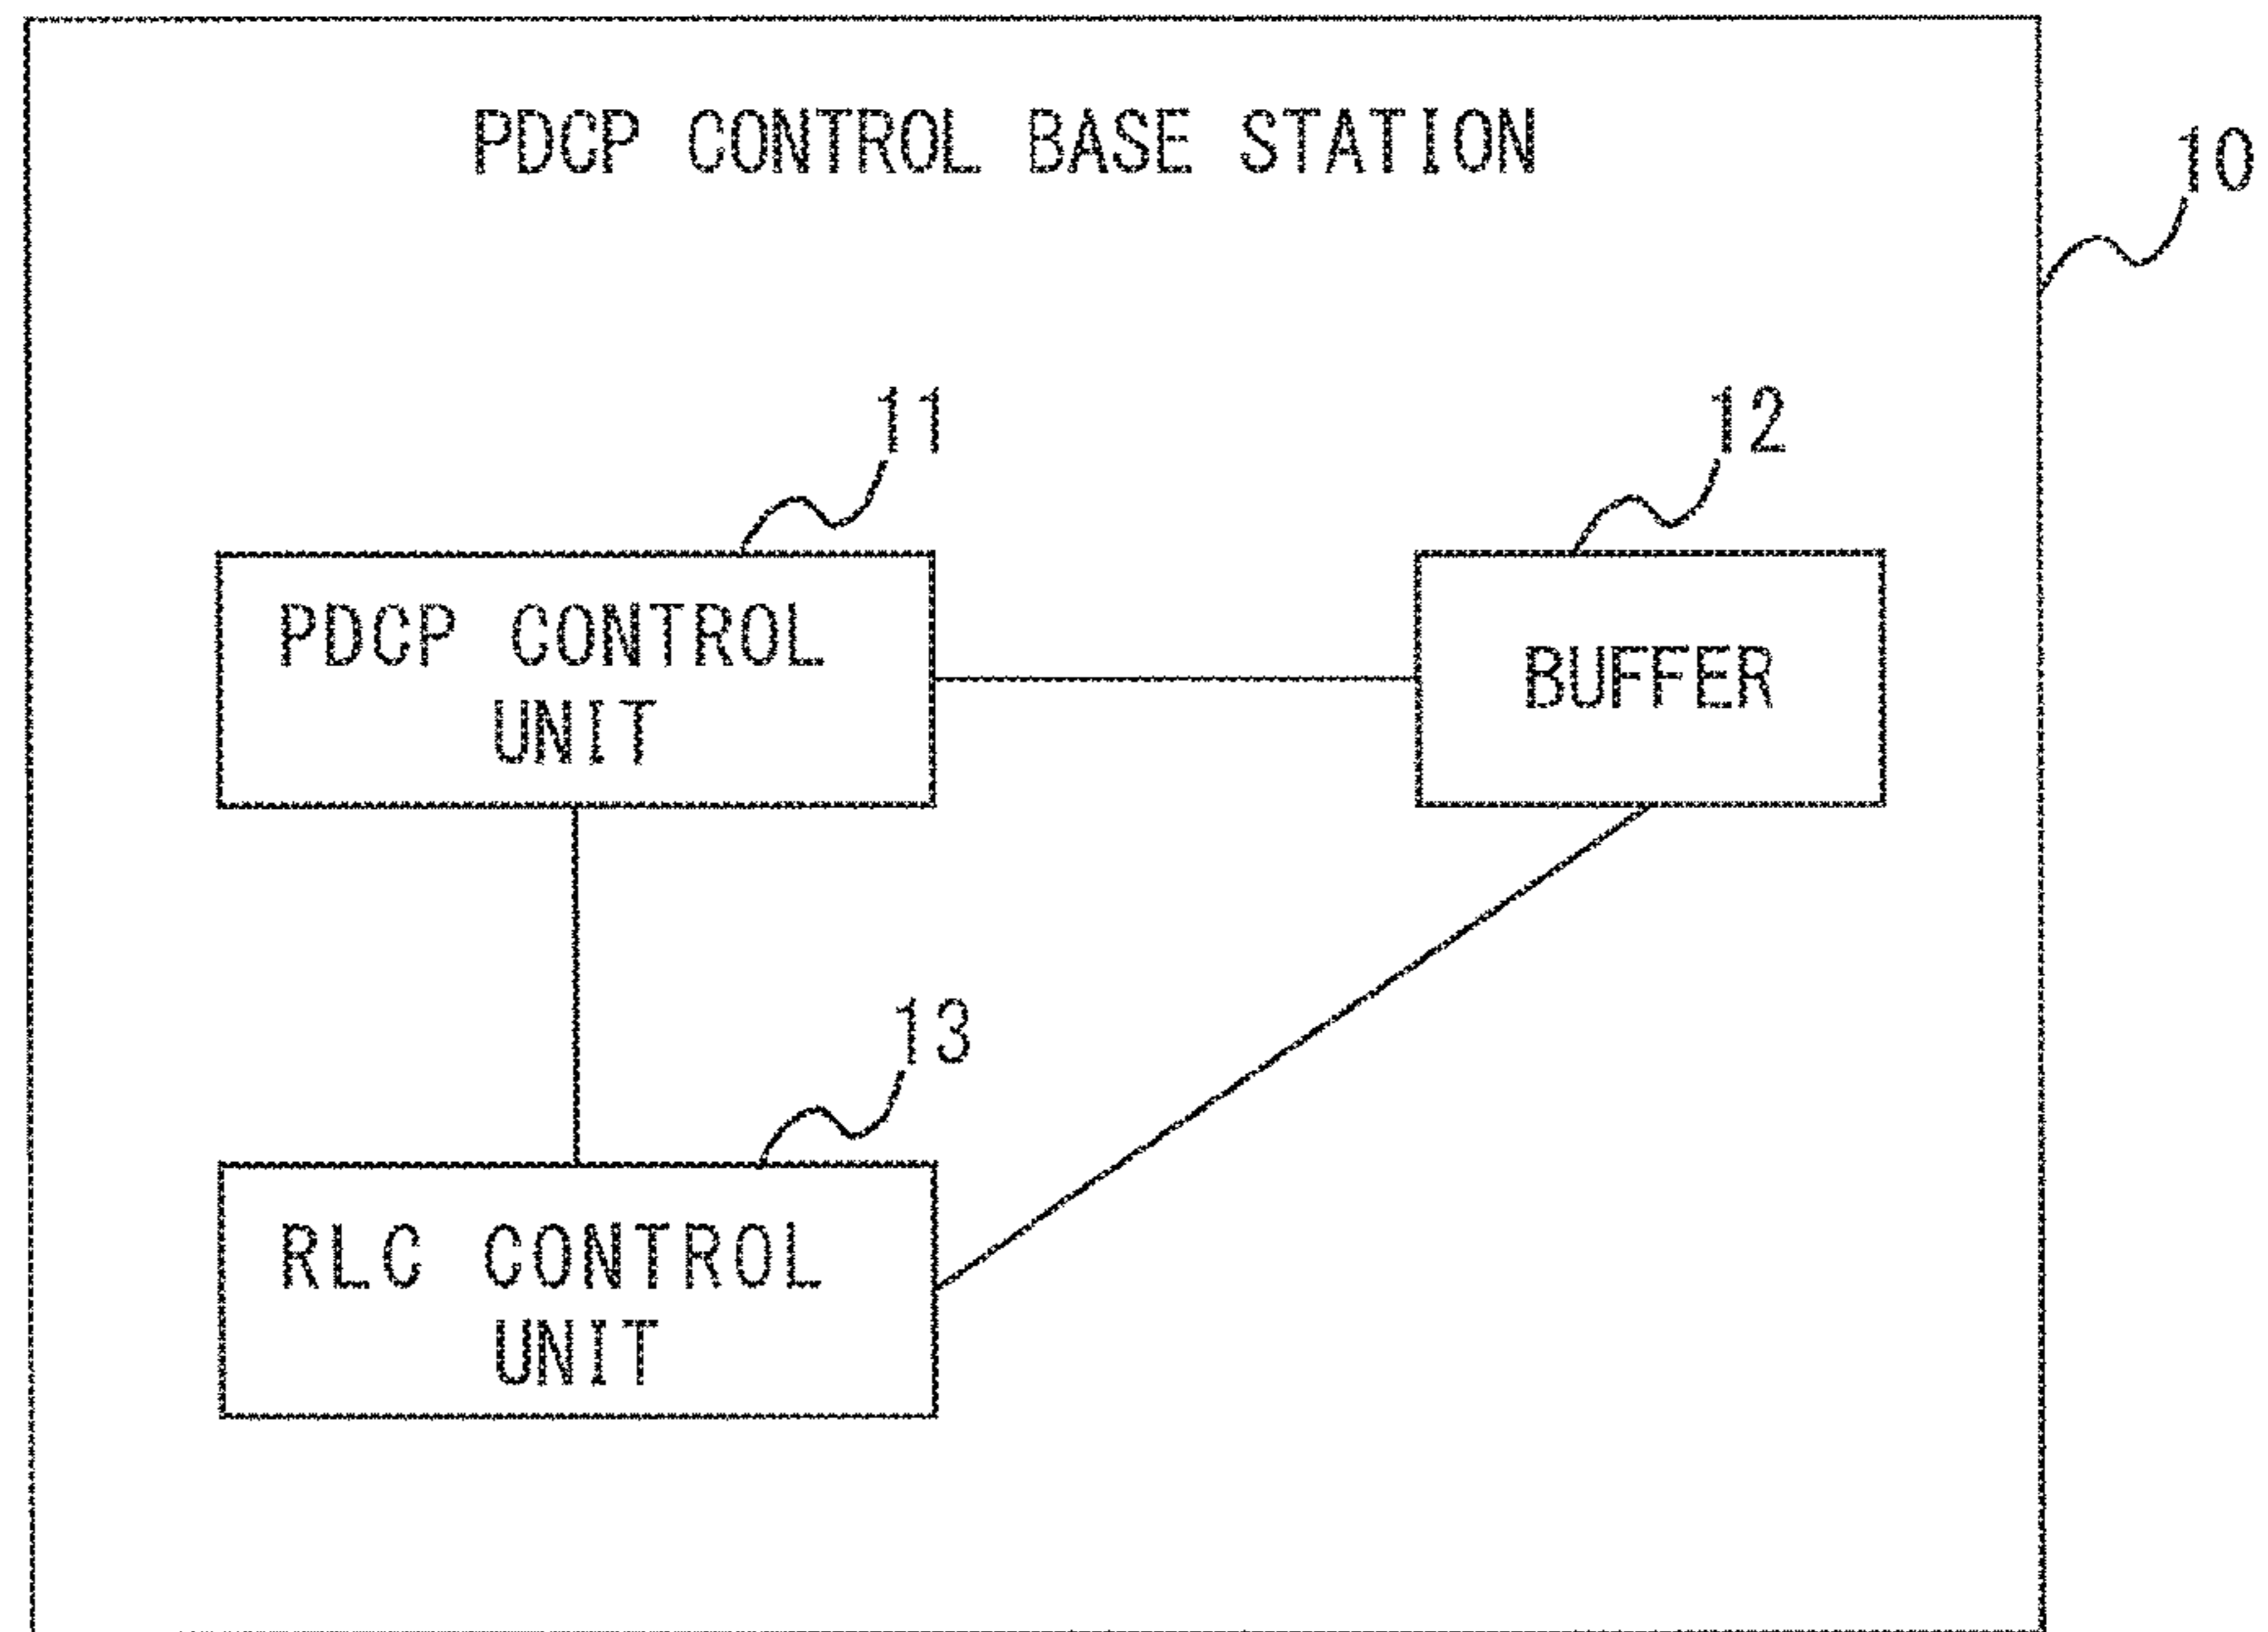 PDCP CONTROL BASE STATION
10
11
12
PDCP CONTROL
UNIT
BUFFER
13
RLC CONTROL
UNIT